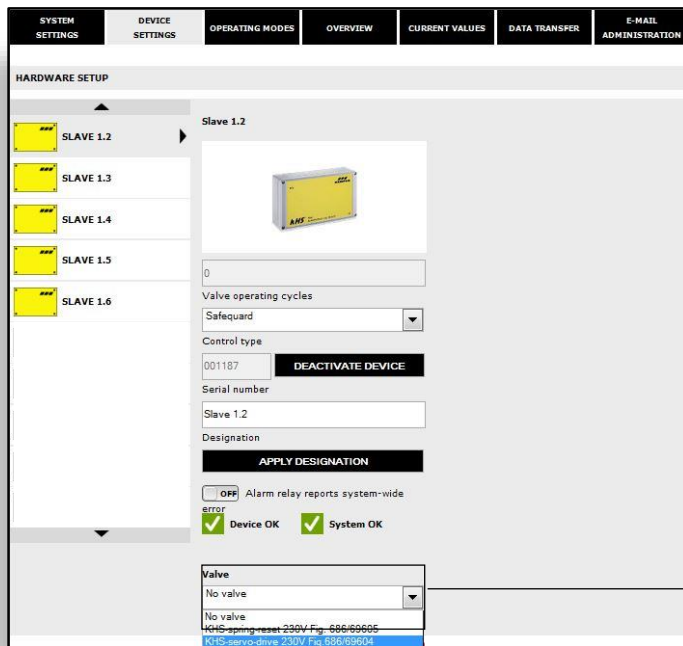 SYSTEM SETTINGS
DEVICE SETTINGS
OPERATING MODES
OVERVIEW
CURRENT VALUES
DATA TRANSFER
E-MAIL ADMINISTRATION
HARDWARE SETUP
SLAVE 1.2
SLAVE 1.3
SLAVE 1.4
SLAVE 1.5
SLAVE 1.6
Slave 1.2
KHS
0
Valve operating cycles
Safequard
Control type
001187
DEACTIVATE DEVICE
Serial number
Slave 1.2
Designation
APPLY DESIGNATION
OFF Alarm relay reports system-wide
error
Device OK
System OK
Valve
No valve
No valve
KHS-spring-reset 230V Fig. 686/69605
KHS-servo-drive 230V Fig.686/69604